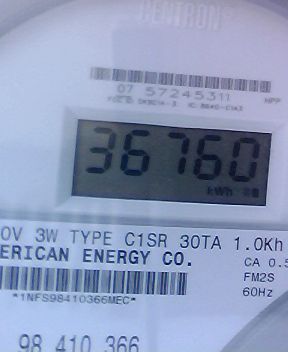 CENTRON®
07 57245311
HPP
36760
kWh
0V 3W TYPE C1SR 30TA 1.0Kh
ERICAN ENERGY CO.
CA 0.5
FM2S
*1NFS98410366MEC*
60Hz
98 410 366